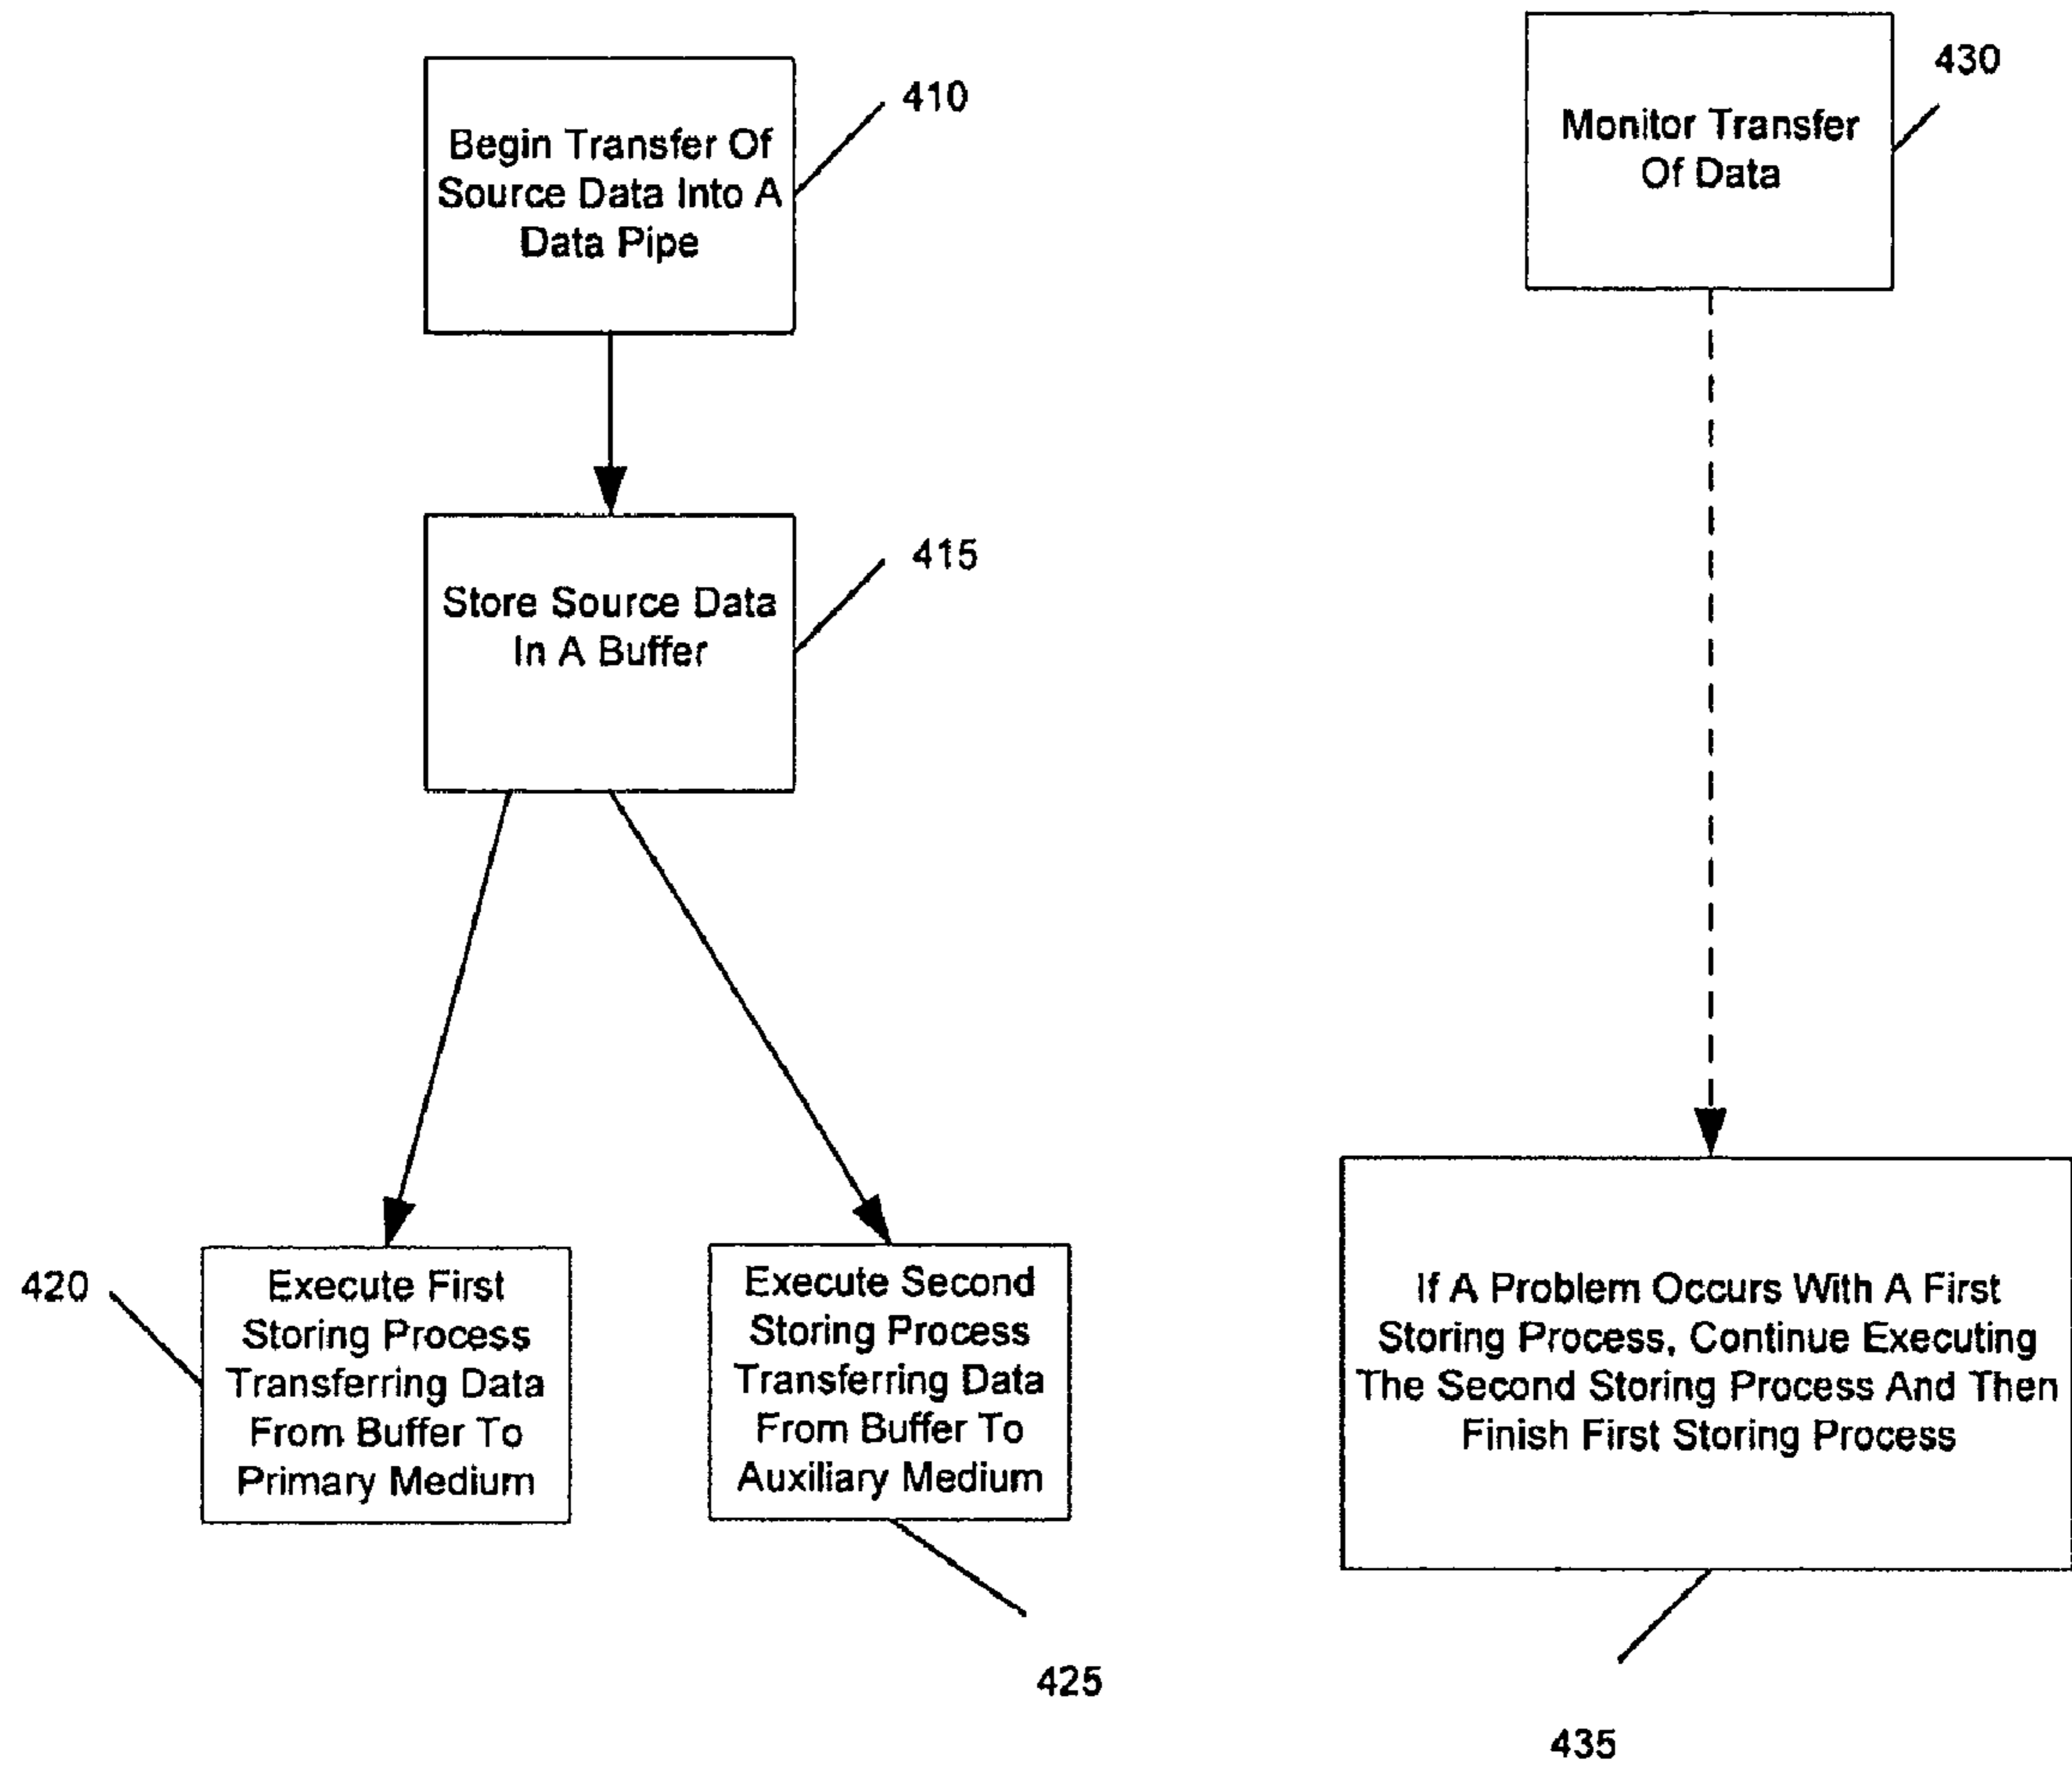 410
Begin Transfer Of
Source Data Into A
Data Pipe
415
Store Source Data
In A Buffer
420
Execute First
Storing Process
Transferring Data
From Buffer To
Primary Medium
Execute Second
Storing Process
Transferring Data
From Buffer To
Auxiliary Medium
425
430
Monitor Transfer
Of Data
If A Problem Occurs With A First
Storing Process, Continue Executing
The Second Storing Process And Then
Finish First Storing Process
435